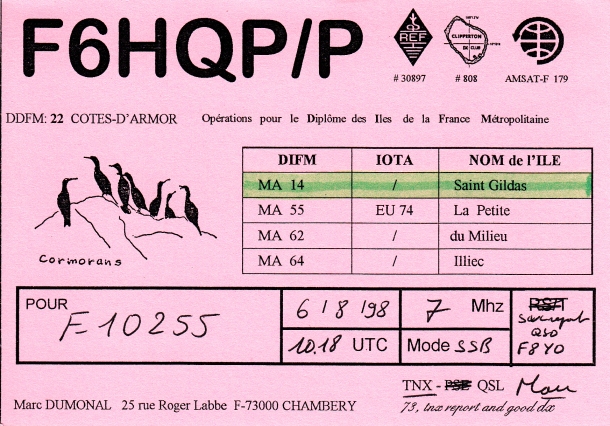 F6HQP/P
REF
CLIPPERTON
DX CLUB
# 30897 # 808 AMSAT-F 179
DDFM: 22 COTES-D'ARMOR Opérations pour le Diplôme des Iles de la France Métropolitaine
DIFM IOTA NOM de l'ILE
MA 14 / Saint Gildas
MA 55 EU 74 La Petite
MA 62 / du Milieu
MA 64 / Illiec
Cormorans
POUR F-10255
6 / 8 / 98 7 Mhz
10.18 UTC Mode SSB
QSO
F8YO
TNX - PSE QSL Marc
Marc DUMONAL 25 rue Roger Labbe F-73000 CHAMBERY
73, tnx report and good dx